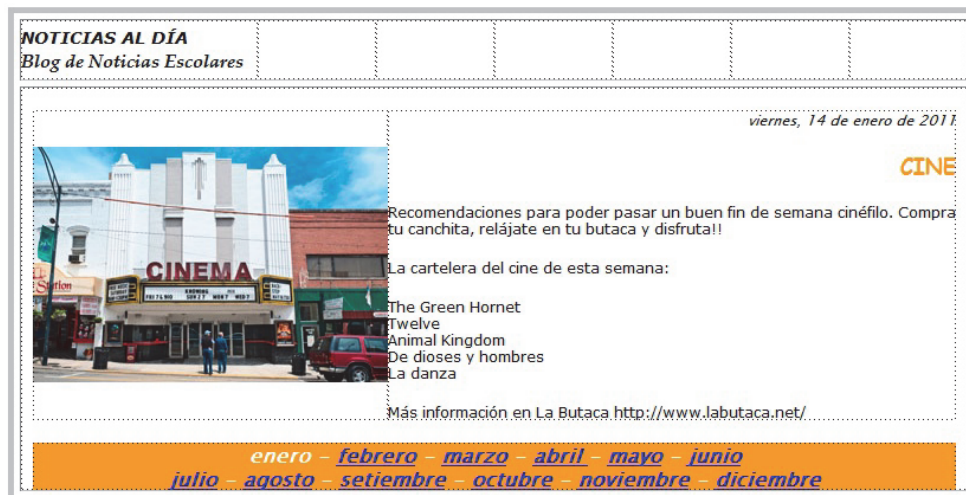 NOTICIAS AL DÍA
Blog de Noticias Escolares
viernes, 14 de enero de 2011
CINE
CINEMA
Recomendaciones para poder pasar un buen fin de semana cinéfilo. Compra
tu canchita, relájate en tu butaca y disfruta!!
La cartelera del cine de esta semana:
The Green Hornet
Twelve
Animal Kingdom
De dioses y hombres
La danza
Más información en La Butaca http://www.labutaca.net/
enero – febrero – marzo – abril – mayo – junio
julio – agosto – setiembre – octubre – noviembre – diciembre